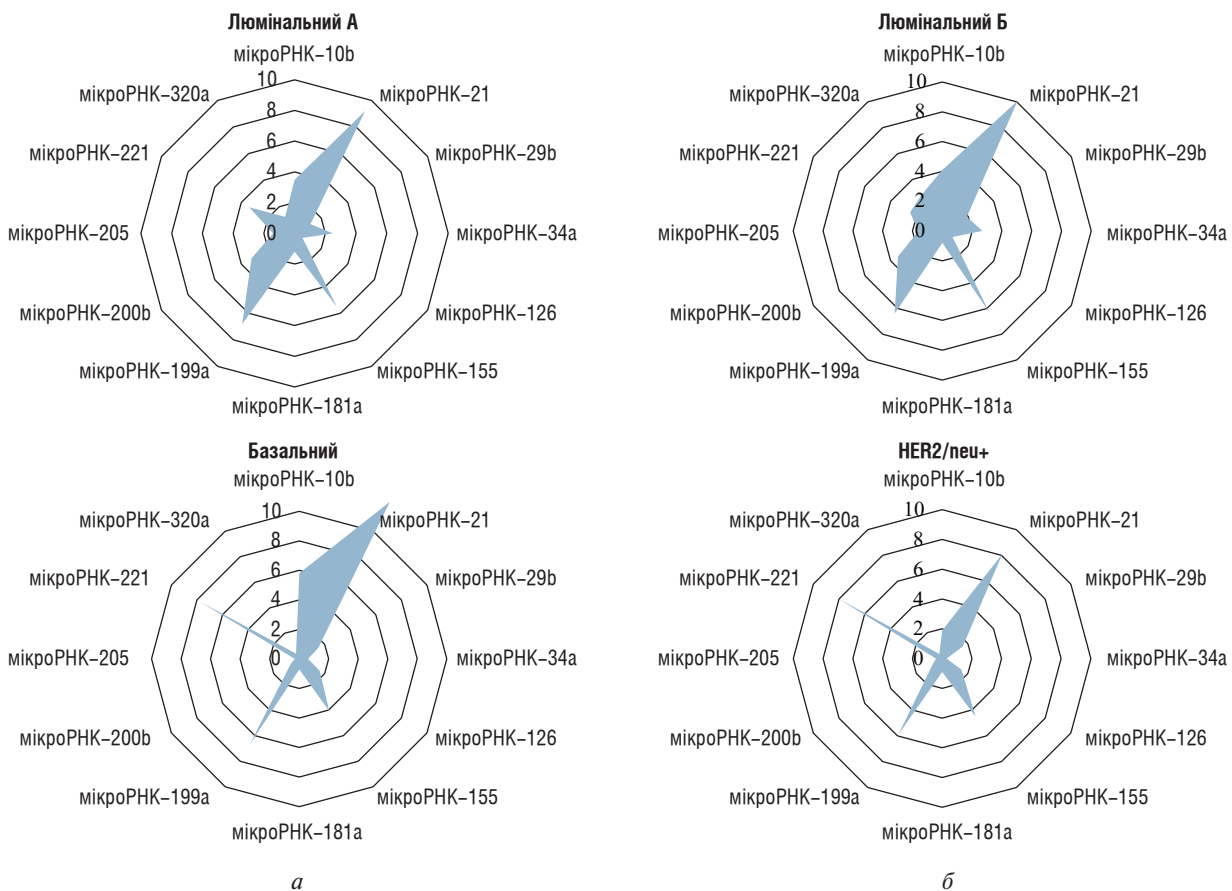 Люмінальний А
мікроРНК–10b
10
мікроРНК–320a
мікроРНК–21
8
мікроРНК–221
6
мікроРНК–29b
4
2
мікроРНК–205
0
мікроРНК–34a
мікроРНК–200b
мікроРНК–126
мікроРНК–199a
мікроРНК–155
мікроРНК–181a
Люмінальний Б
мікроРНК–10b
10
мікроРНК–320a
мікроРНК–21
8
мікроРНК–221
6
мікроРНК–29b
4
2
мікроРНК–205
0
мікроРНК–34a
мікроРНК–200b
мікроРНК–126
мікроРНК–199a
мікроРНК–155
мікроРНК–181a
Базальний
мікроРНК–10b
10
мікроРНК–320a
мікроРНК–21
8
мікроРНК–221
6
мікроРНК–29b
4
2
мікроРНК–205
0
мікроРНК–34a
мікроРНК–200b
мікроРНК–126
мікроРНК–199a
мікроРНК–155
мікроРНК–181a
а
HER2/neu+
мікроРНК–10b
10
мікроРНК–320a
мікроРНК–21
8
мікроРНК–221
6
мікроРНК–29b
4
2
мікроРНК–205
0
мікроРНК–34a
мікроРНК–200b
мікроРНК–126
мікроРНК–199a
мікроРНК–155
мікроРНК–181a
б